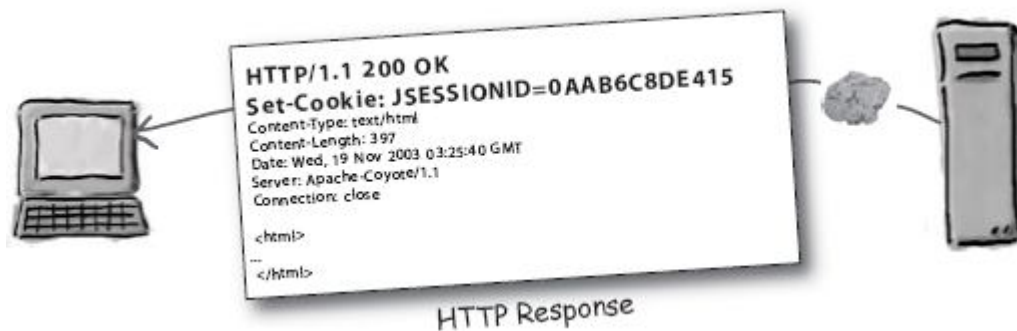 HTTP/1.1 200 OK
Set-Cookie: JSESSIONID=0AAB6C8DE415
Content-Type: text/html
Content-Length: 397
Date: Wed, 19 Nov 2003 03:25:40 GMT
Server: Apache-Coyote/1.1
Connection: close
<html>
...
</html>
HTTP Response